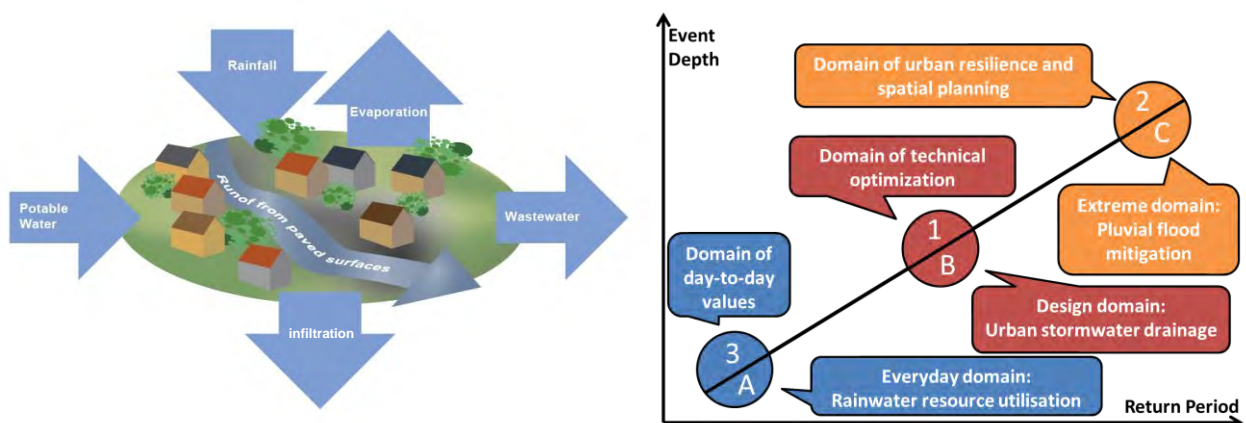 Rainfall
Evaporation
Potable
Water
Runof from paved surfaces
Wastewater
infiltration
Event
Depth
Domain of urban resilience and
spatial planning
2
C
Domain of technical
optimization
Extreme domain:
Pluvial flood
mitigation
1
B
Domain of
day-to-day
values
Design domain:
Urban stormwater drainage
3
A
Everyday domain:
Rainwater resource utilisation
Return Period